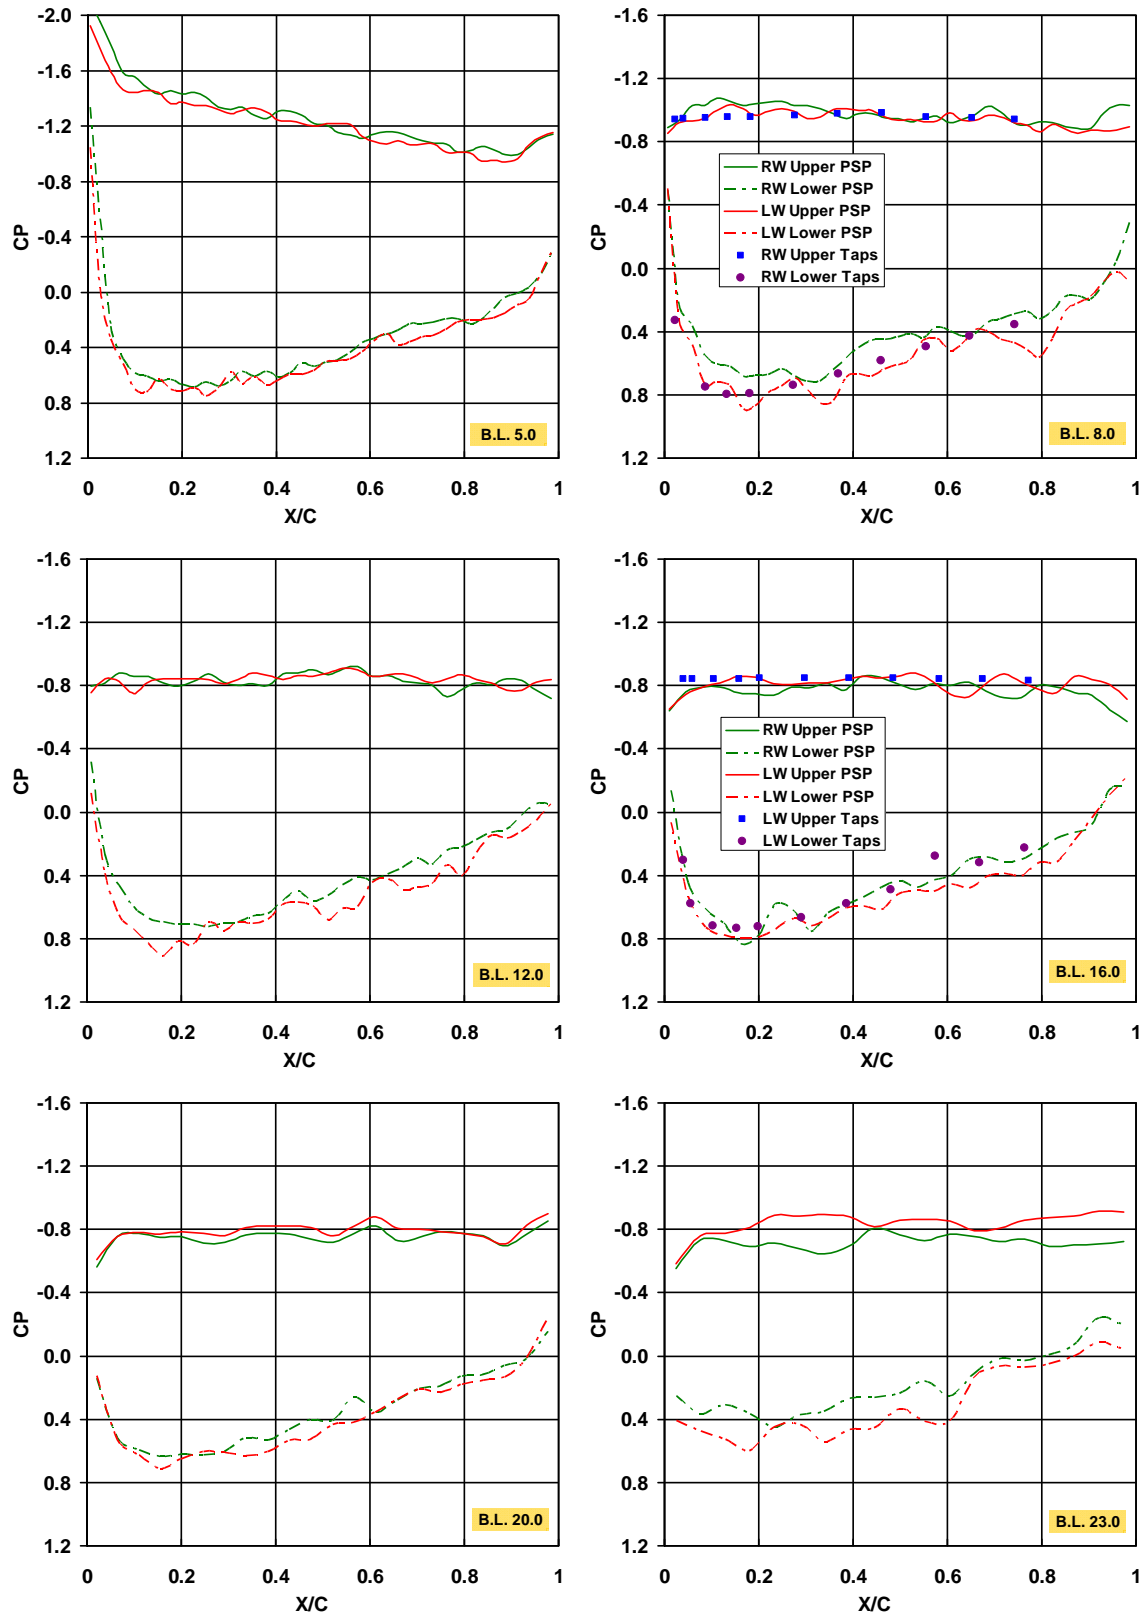 -2.0
-1.6
-1.2
-0.8
-0.4
0.0
0.4
0.8
1.2
CP
B.L. 5.0
0 0.2 0.4 0.6 0.8 1
X/C
-1.6
-1.2
-0.8
-0.4
0.0
0.4
0.8
1.2
CP
RW Upper PSP
RW Lower PSP
LW Upper PSP
LW Lower PSP
RW Upper Taps
RW Lower Taps
B.L. 8.0
0 0.2 0.4 0.6 0.8 1
X/C
-1.6
-1.2
-0.8
-0.4
0.0
0.4
0.8
1.2
CP
B.L. 12.0
0 0.2 0.4 0.6 0.8 1
X/C
-1.6
-1.2
-0.8
-0.4
0.0
0.4
0.8
1.2
CP
RW Upper PSP
RW Lower PSP
LW Upper PSP
LW Lower PSP
LW Upper Taps
LW Lower Taps
B.L. 16.0
0 0.2 0.4 0.6 0.8 1
X/C
-1.6
-1.2
-0.8
-0.4
0.0
0.4
0.8
1.2
CP
B.L. 20.0
0 0.2 0.4 0.6 0.8 1
X/C
-1.6
-1.2
-0.8
-0.4
0.0
0.4
0.8
1.2
CP
B.L. 23.0
0 0.2 0.4 0.6 0.8 1
X/C